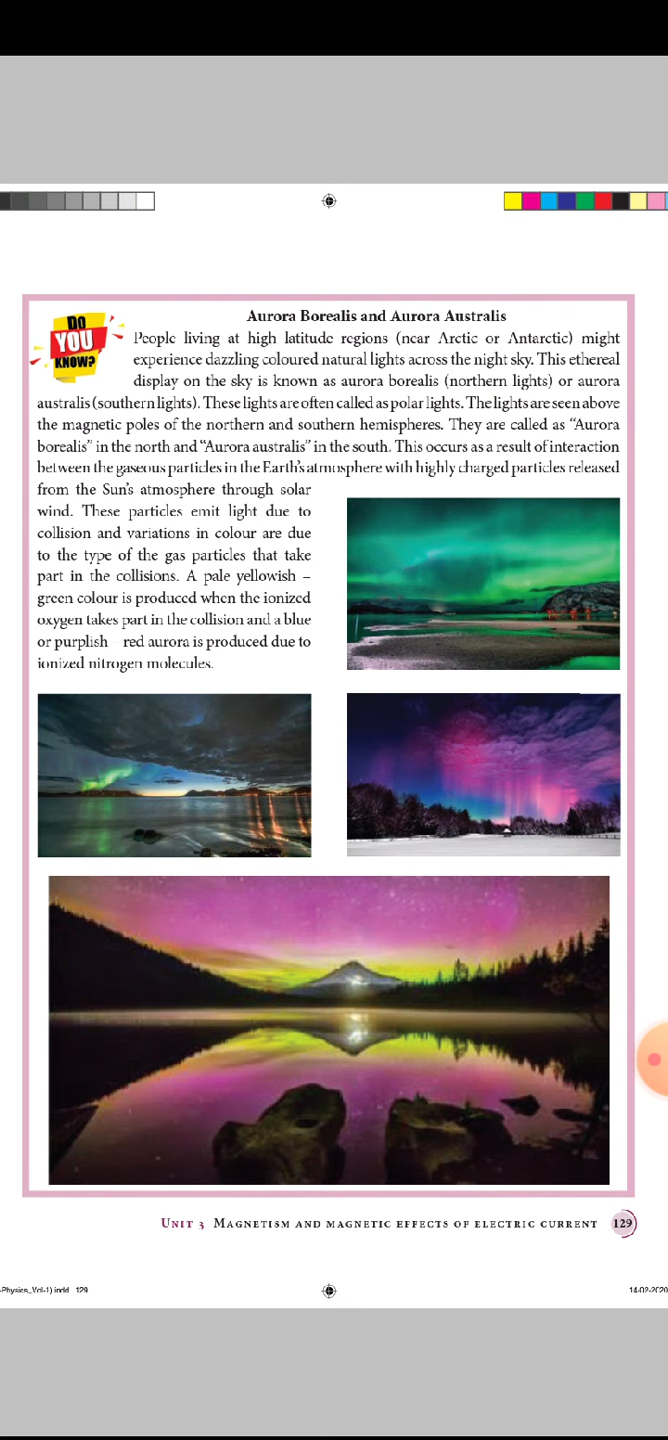 DO
YOU
KNOW?
Aurora Borealis and Aurora Australis
People living at high latitude regions (near Arctic or Antarctic) might
experience dazzling coloured natural lights across the night sky. This ethereal
display on the sky is known as aurora borealis (northern lights) or aurora
australis (southern lights). These lights are often called as polar lights. The lights are seen above
the magnetic poles of the northern and southern hemispheres. They are called as “Aurora
borealis” in the north and “Aurora australis” in the south. This occurs as a result of interaction
between the gaseous particles in the Earth’s atmosphere with highly charged particles released
from the Sun’s atmosphere through solar
wind. These particles emit light due to
collision and variations in colour are due
to the type of the gas particles that take
part in the collisions. A pale yellowish –
green colour is produced when the ionized
oxygen takes part in the collision and a blue
or purplish – red aurora is produced due to
ionized nitrogen molecules.
UNIT 3 MAGNETISM AND MAGNETIC EFFECTS OF ELECTRIC CURRENT 129
-Physics_Vol-1).indd 129 14-02-2020